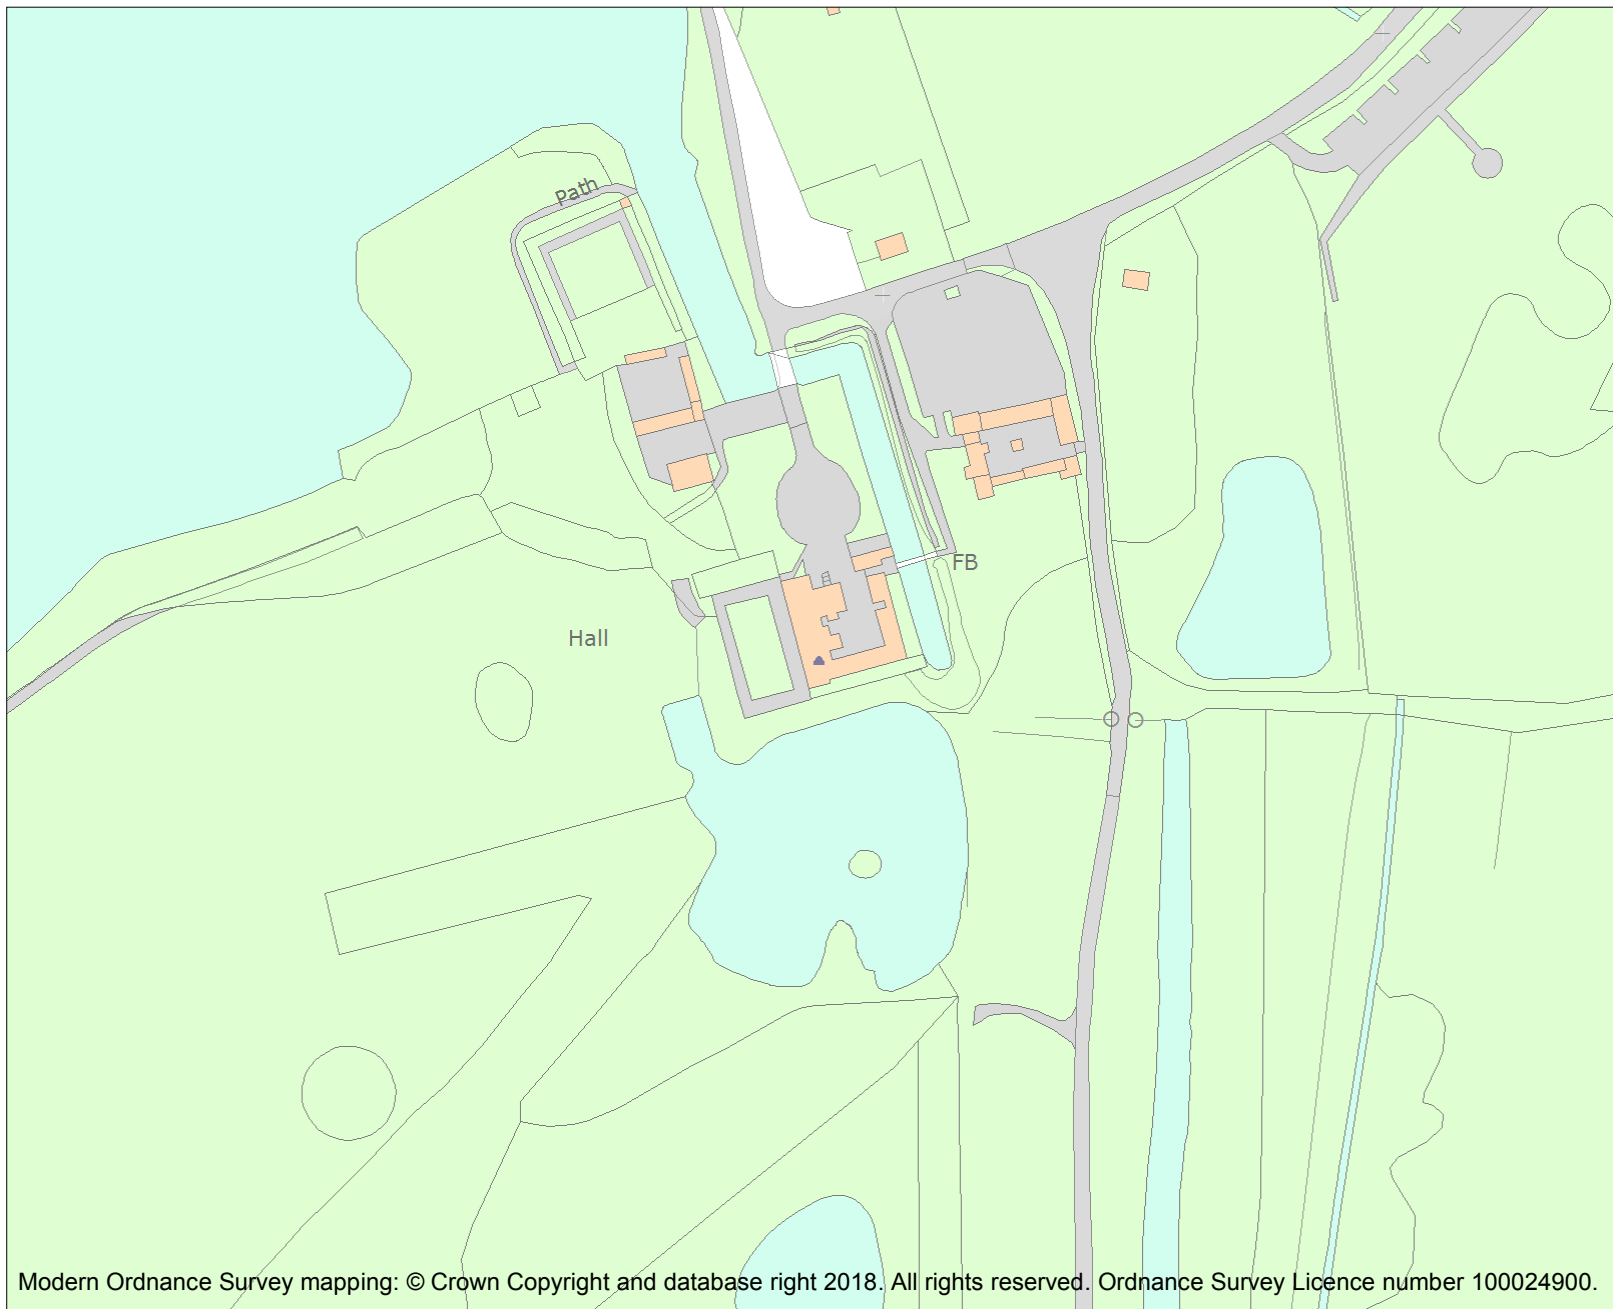 Path
FB
Hall
Modern Ordnance Survey mapping: © Crown Copyright and database right 2018. All rights reserved. Ordnance Survey Licence number 100024900.